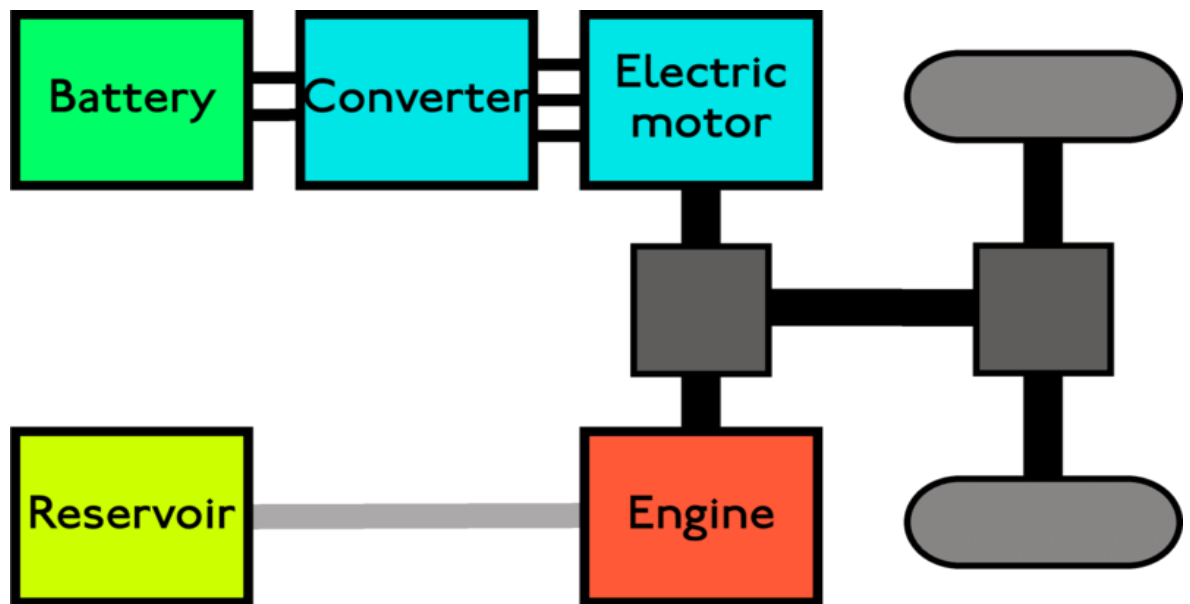 Battery
Converter
Electric
motor
Reservoir
Engine